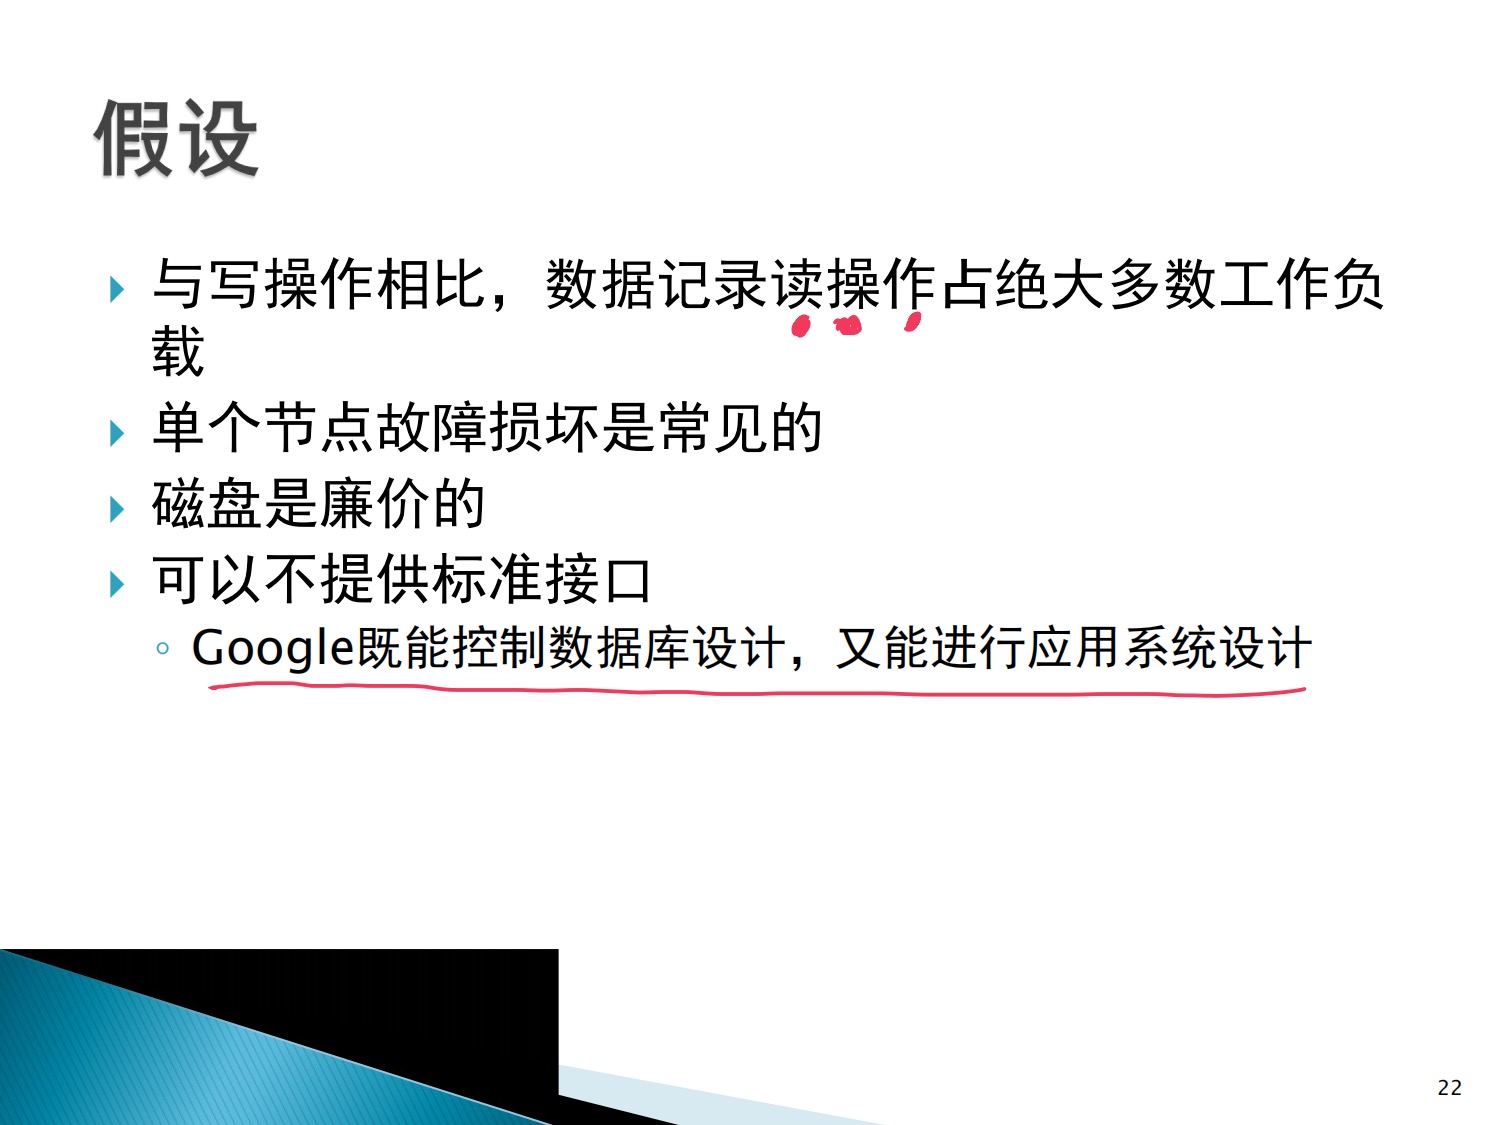 假设
与写操作相比，数据记录读操作占绝大多数工作负
载
单个节点故障损坏是常见的
磁盘是廉价的
可以不提供标准接口
Google既能控制数据库设计，又能进行应用系统设计
22